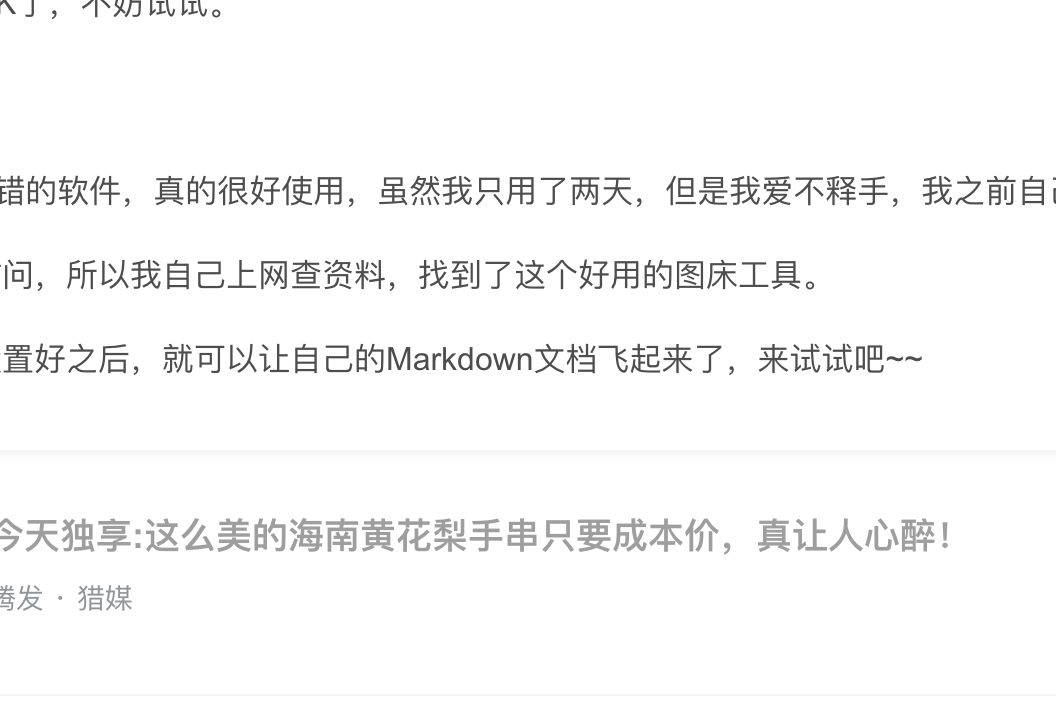 K了，不妨试试。
错的软件，真的很好使用，虽然我只用了两天，但是我爱不释手，我之前自己
问，所以我自己上网查资料，找到了这个好用的图床工具。
置好之后，就可以让自己的Markdown文档飞起来了，来试试吧~~
今天独享:这么美的海南黄花梨手串只要成本价，真让人心醉！
腾发 · 猎媒